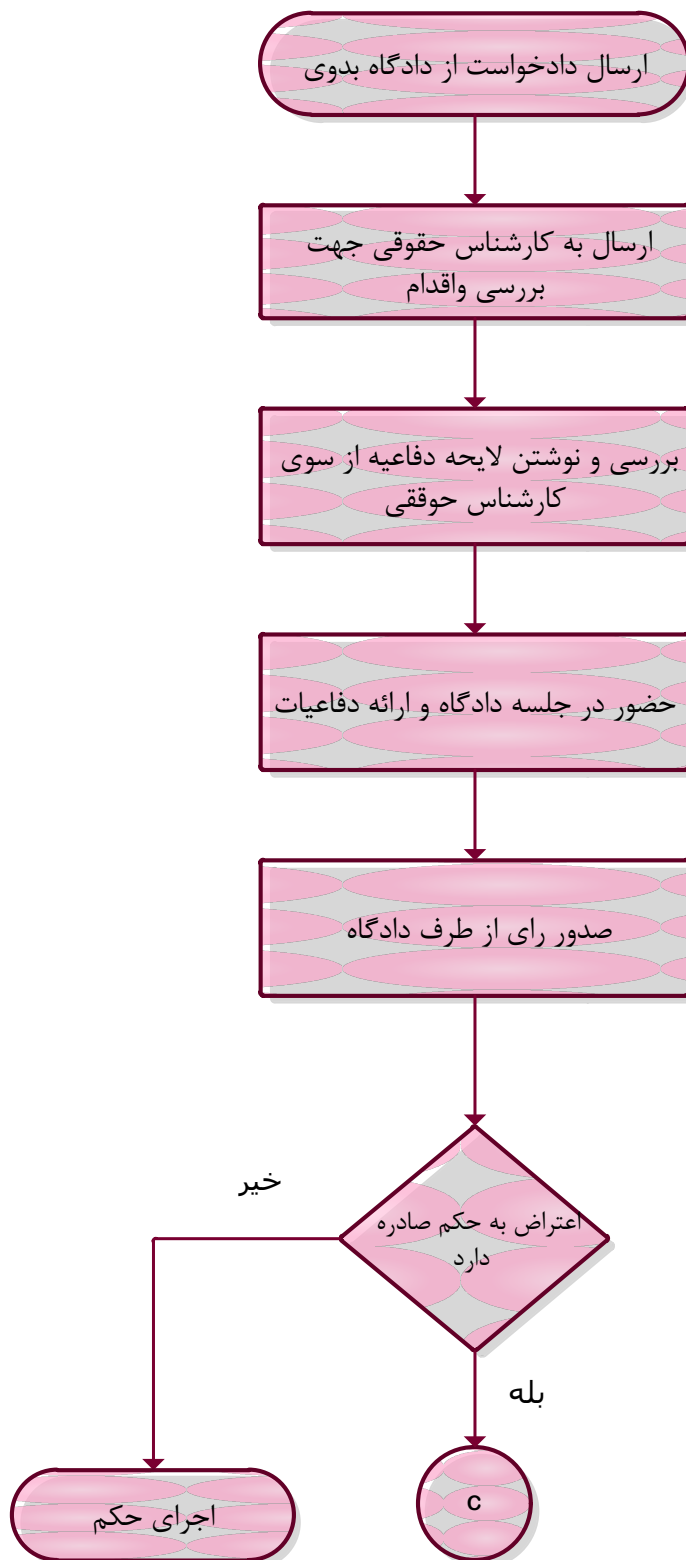 ارسال دادخواست از دادگاه بدوی
ارسال به کارشناس حقوقی جهت
بررسی واقدام
بررسی و نوشتن لایحه دفاعیه از سوی
کارشناس حوققی
حضور در جلسه دادگاه و ارائه دفاعیات
صدور رای از طرف دادگاه
اعتراض به حکم صادره
دارد
خیر
بله
اجرای حکم
C